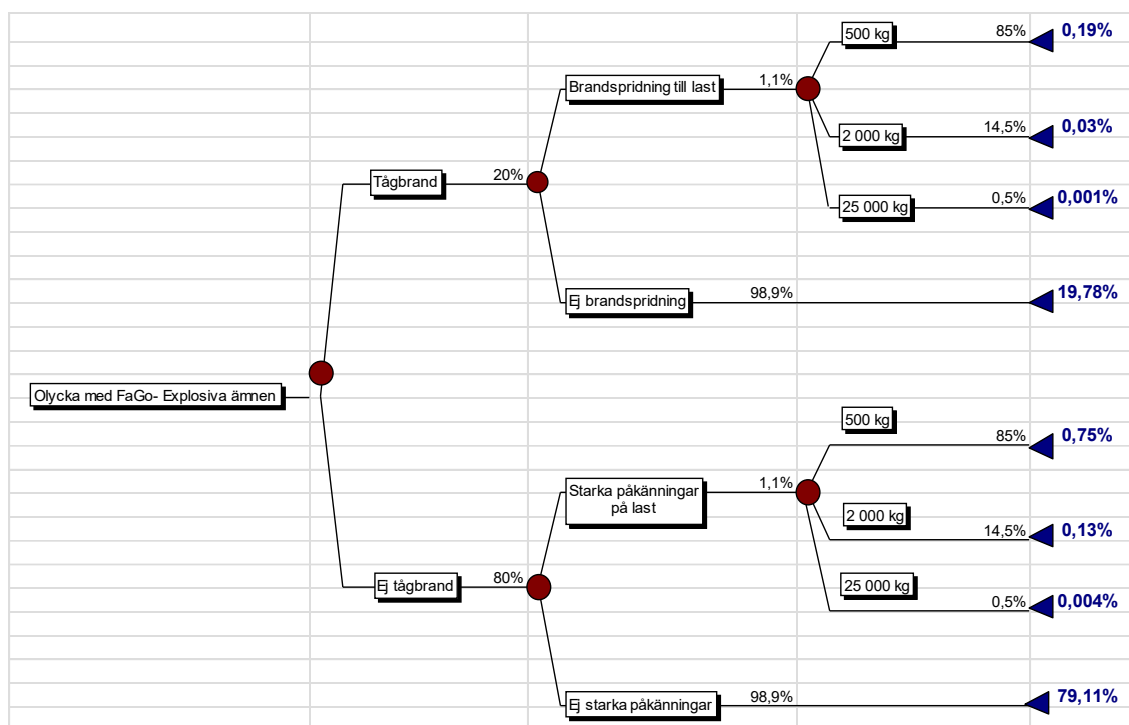 500 kg
85%
0,19%
Brandspridning till last
1,1%
2 000 kg
14,5%
0,03%
Tågbrand
20%
25 000 kg
0,5%
0,001%
Ej brandspridning
98,9%
19,78%
Olycka med FaGo- Explosiva ämnen
500 kg
85%
0,75%
Starka påkänningar
på last
1,1%
2 000 kg
14,5%
0,13%
Ej tågbrand
80%
25 000 kg
0,5%
0,004%
Ej starka påkänningar
98,9%
79,11%